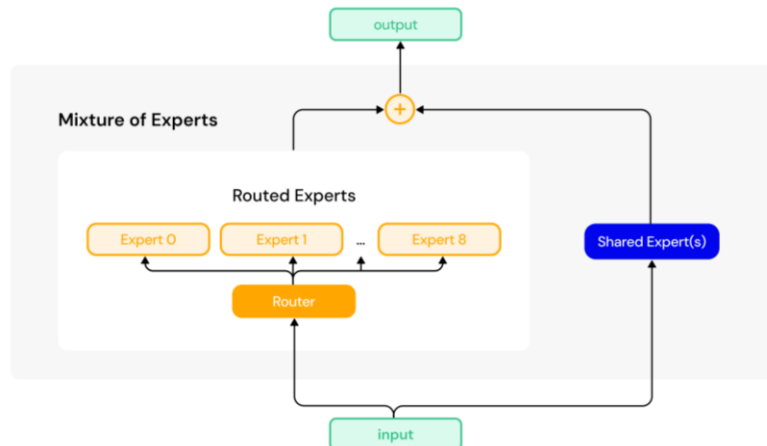 output
+
Mixture of Experts
Routed Experts
Expert 0
Expert 1
...
Expert 8
Shared Expert(s)
Router
input